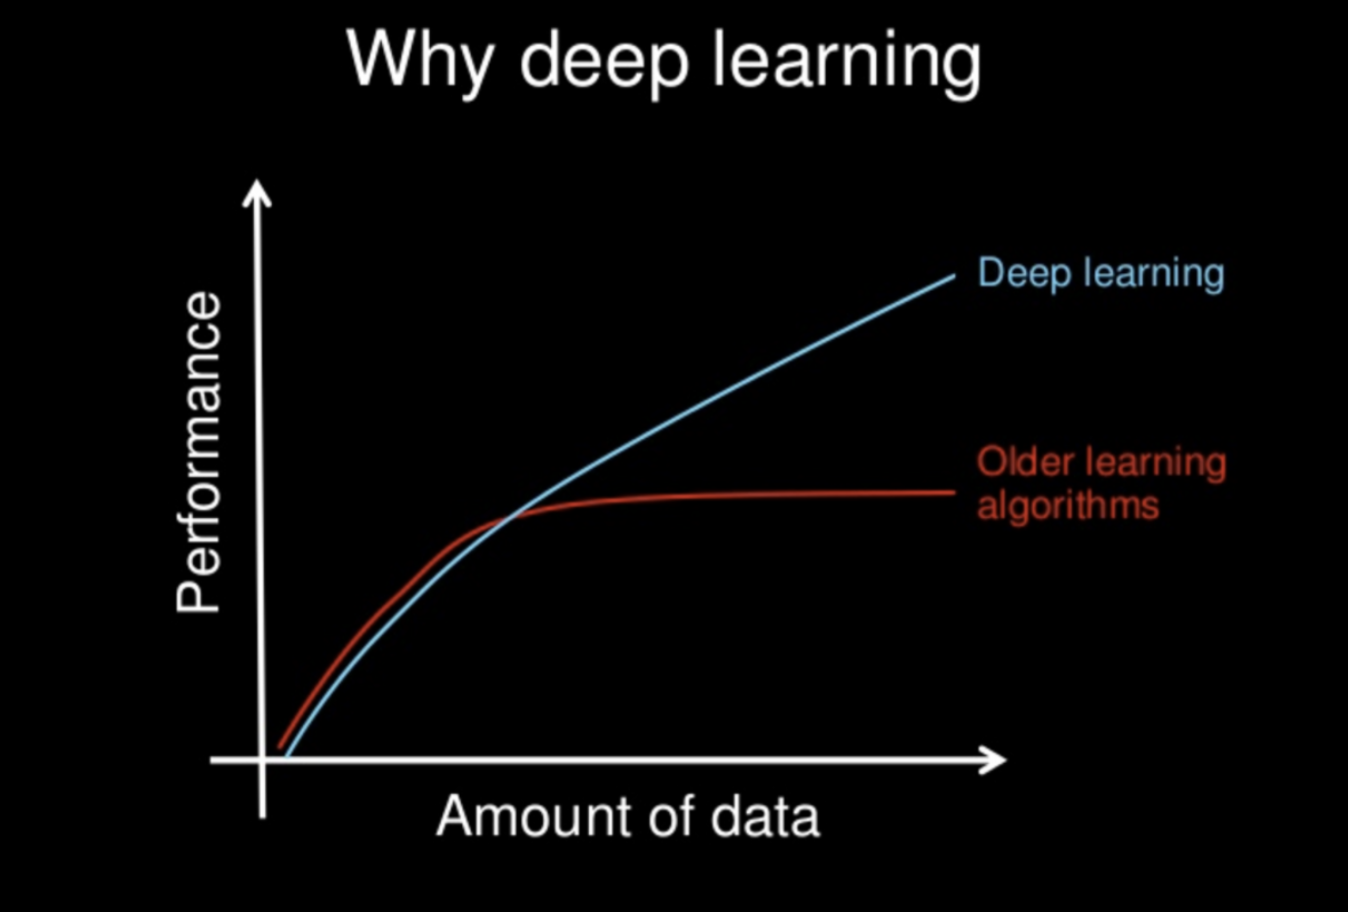 Why deep learning
Performance
Deep learning
Older learning
algorithms
Amount of data